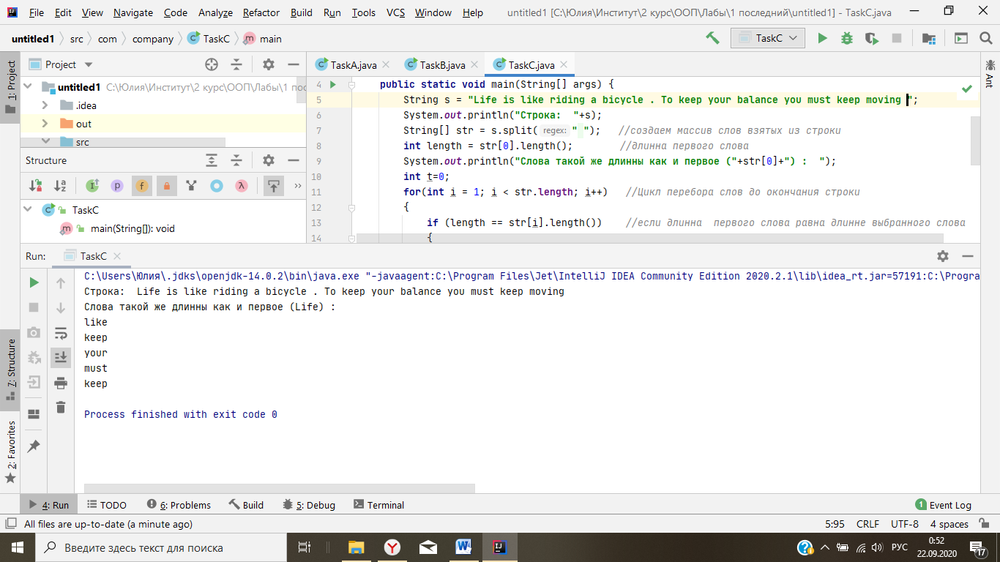 File Edit View Navigate Code Analyze Refactor Build Run Tools VCS Window Help untitled1 [C:\Юлия\Институт\2 курс\ООП\Лабы\1 последний\untitled1] - TaskC.java
untitled1 src com company TaskC main TaskC
1: Project
Project
untitled1 C:\Юлия\Институт\2 курс\ООП\Лабы\1 пос
.idea
out
src
Structure
TaskC
main(String[]): void
TaskA.java TaskB.java TaskC.java
Ant
4 public static void main(String[] args) {
5 String s = "Life is like riding a bicycle . To keep your balance you must keep moving ";
6 System.out.println("Строка:  "+s);
7 String[] str = s.split( regex: " "); //создаем массив слов взятых из строки
8 int length = str[0].length(); //длинна первого слова
9 System.out.println("Слова такой же длинны как и первое ("+str[0]+") :  ");
10 int t=0;
11 for(int i = 1; i < str.length; i++) //Цикл перебора слов до окончания строки
12 {
13 if (length == str[i].length()) //если длинна  первого слова равна длинне выбранного слова
14 {
Run: TaskC
C:\Users\Юлия\.jdks\openjdk-14.0.2\bin\java.exe "-javaagent:C:\Program Files\Jet\IntelliJ IDEA Community Edition 2020.2.1\lib\idea_rt.jar=57191:C:\Progra
Строка:  Life is like riding a bicycle . To keep your balance you must keep moving
Слова такой же длинны как и первое (Life) :
like
keep
your
must
keep
Process finished with exit code 0
7: Structure
2: Favorites
4: Run TODO 6: Problems Build 5: Debug Terminal 1 Event Log
All files are up-to-date (a minute ago) 5:95 CRLF UTF-8 4 spaces
Введите здесь текст для поиска РУС 0:52
22.09.2020 17